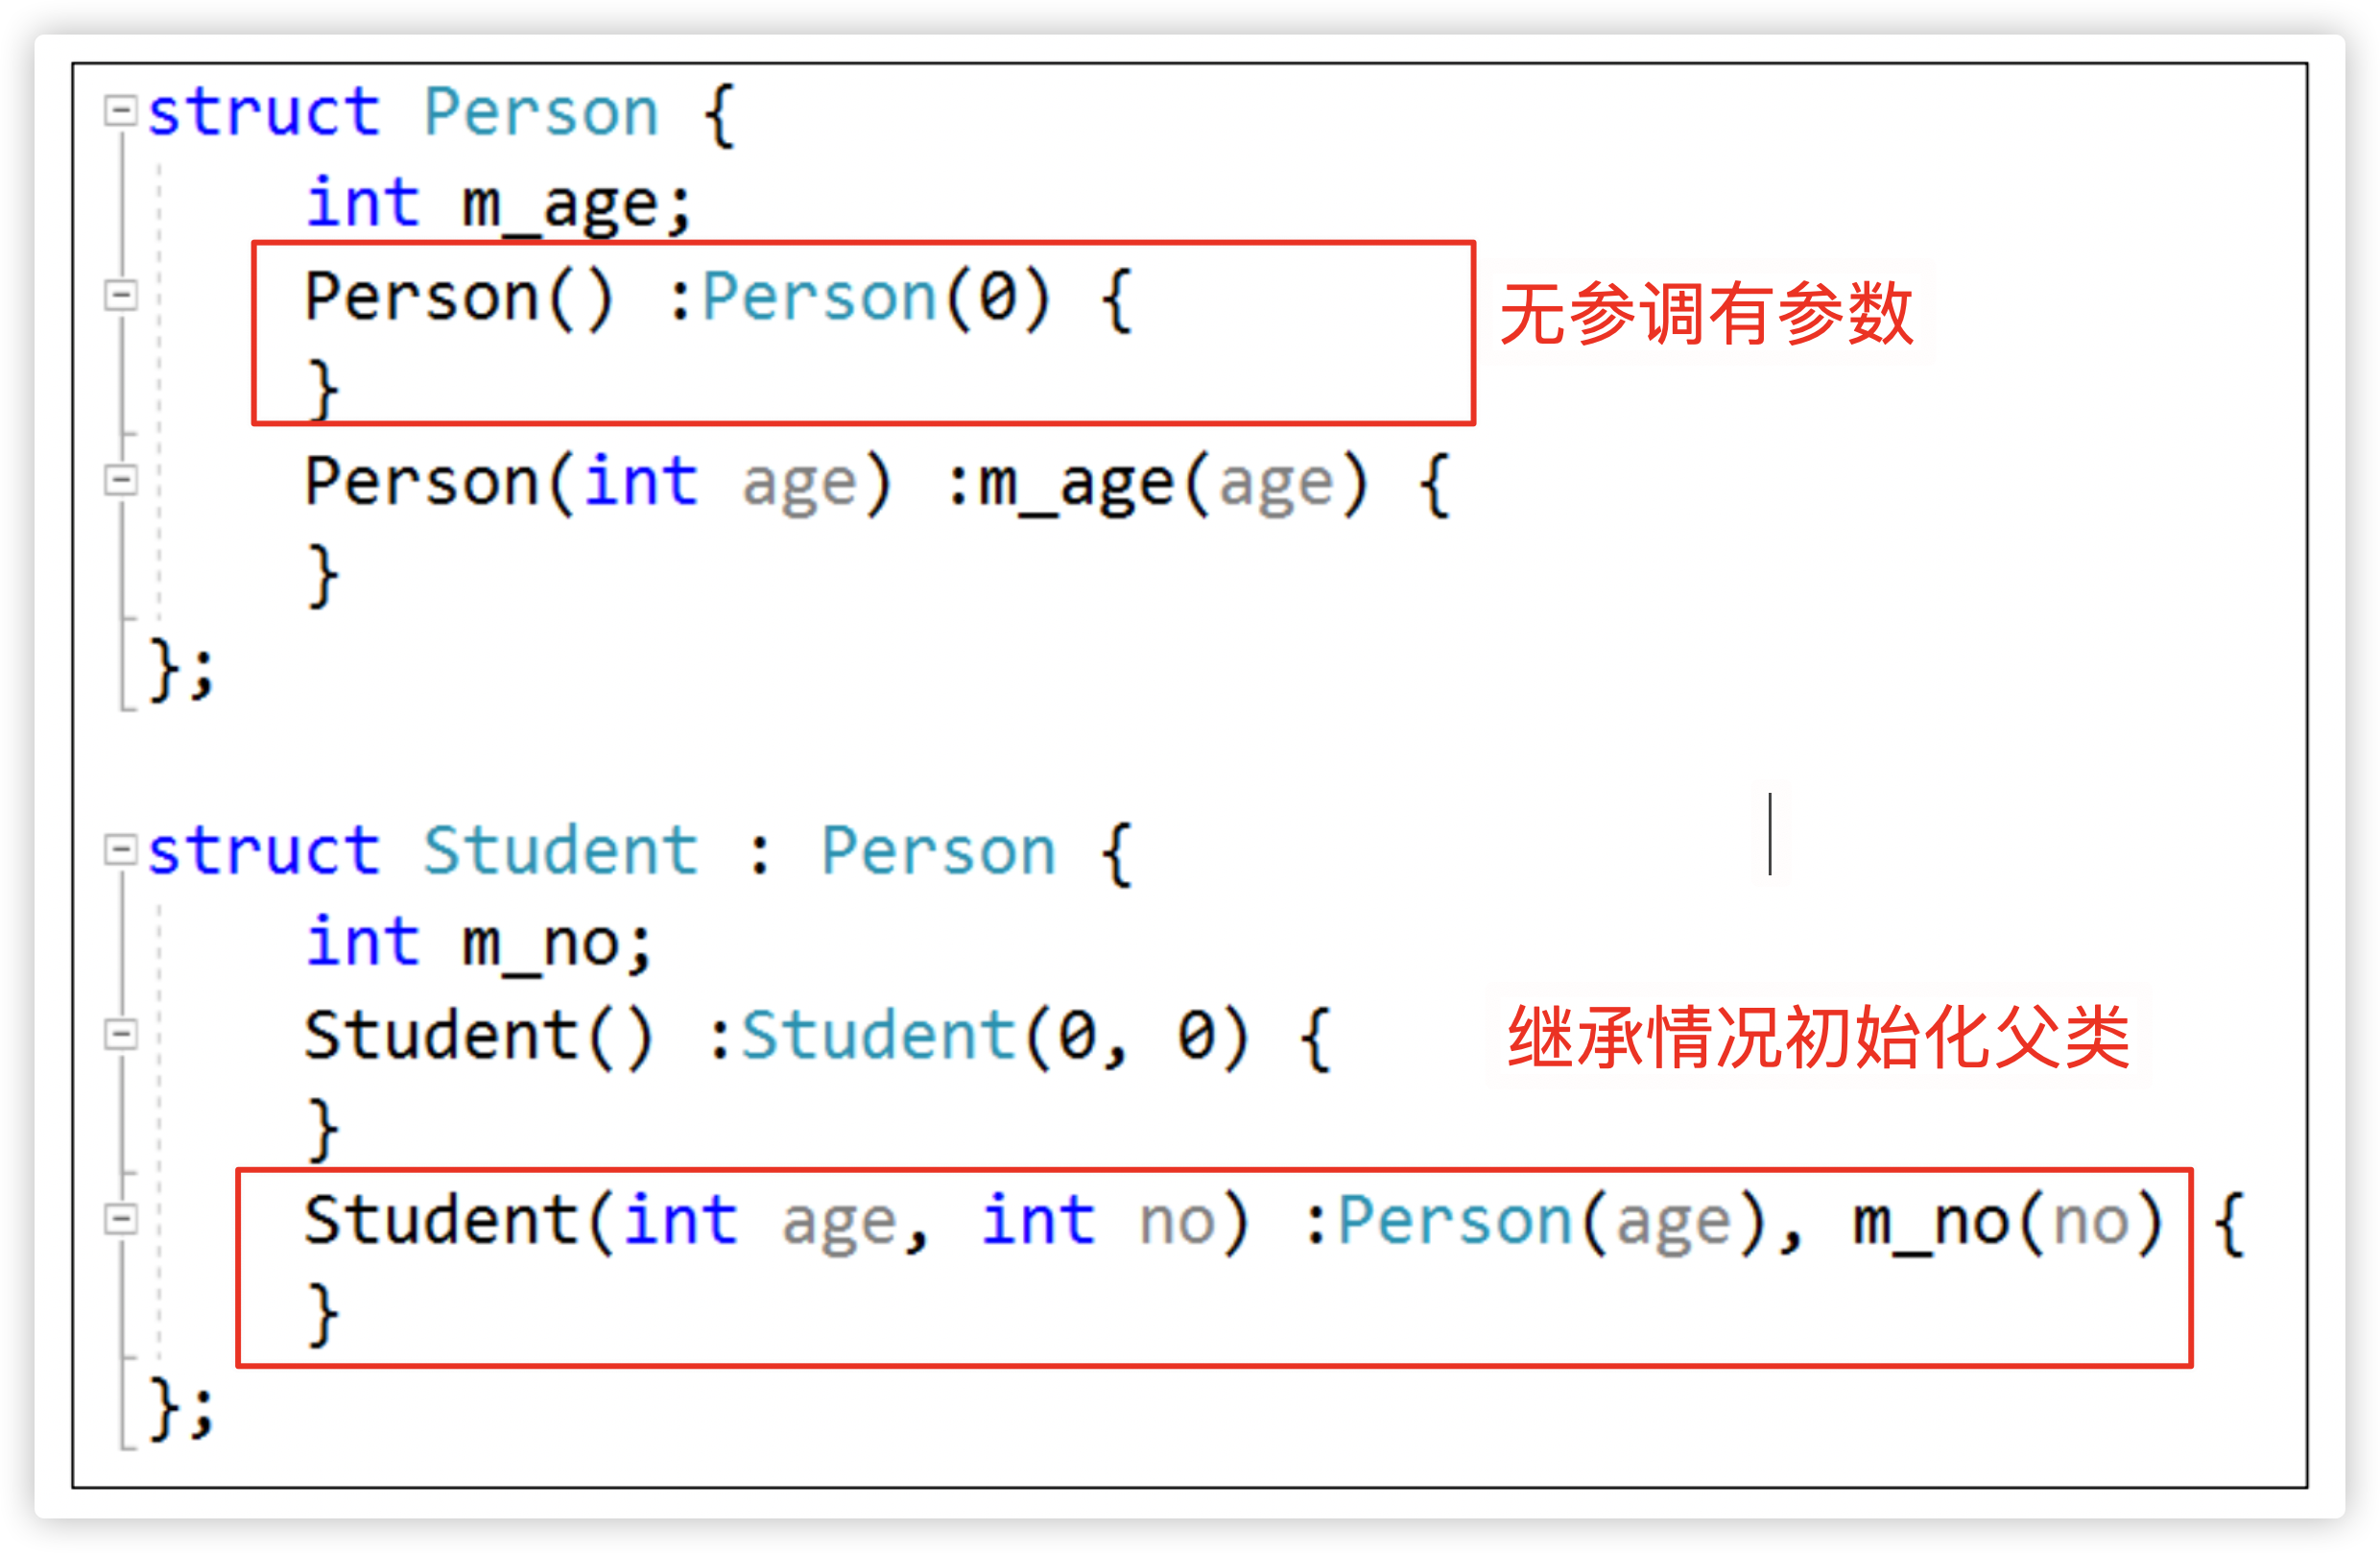 struct Person {
int m_age;
Person() :Person(0) {
无参调有参数
}
Person(int age) :m_age(age) {
}
};
struct Student : Person {
int m_no;
Student() :Student(0, 0) {
继承情况初始化父类
}
Student(int age, int no) :Person(age), m_no(no) {
}
};